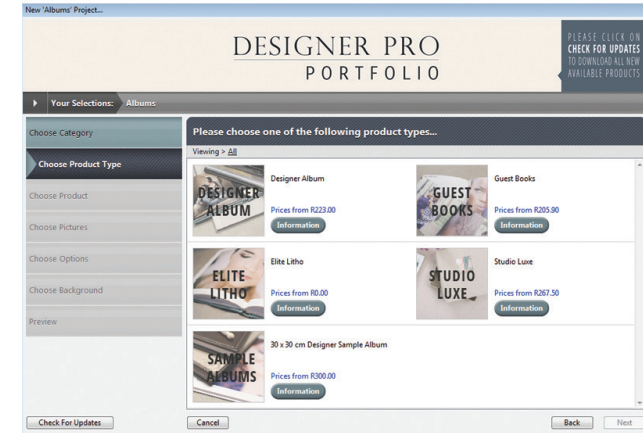 New 'Albums' Project...
DESIGNER PRO
PORTFOLIO
PLEASE CLICK ON
CHECK FOR UPDATES
TO DOWNLOAD ALL NEW
AVAILABLE PRODUCTS
Your Selections: Albums
Choose Category
Choose Product Type
Choose Product
Choose Pictures
Choose Options
Choose Background
Preview
Please choose one of the following product types...
Viewing > All
DESIGNER
ALBUM
Designer Album
Prices from R223.00
Information
GUEST
BOOKS
Guest Books
Prices from R205.90
Information
ELITE
LITHO
Elite Litho
Prices from R0.00
Information
STUDIO
LUXE
Studio Luxe
Prices from R267.50
Information
SAMPLE
ALBUMS
30 x 30 cm Designer Sample Album
Prices from R300.00
Information
Check For Updates
Cancel
Back
Next